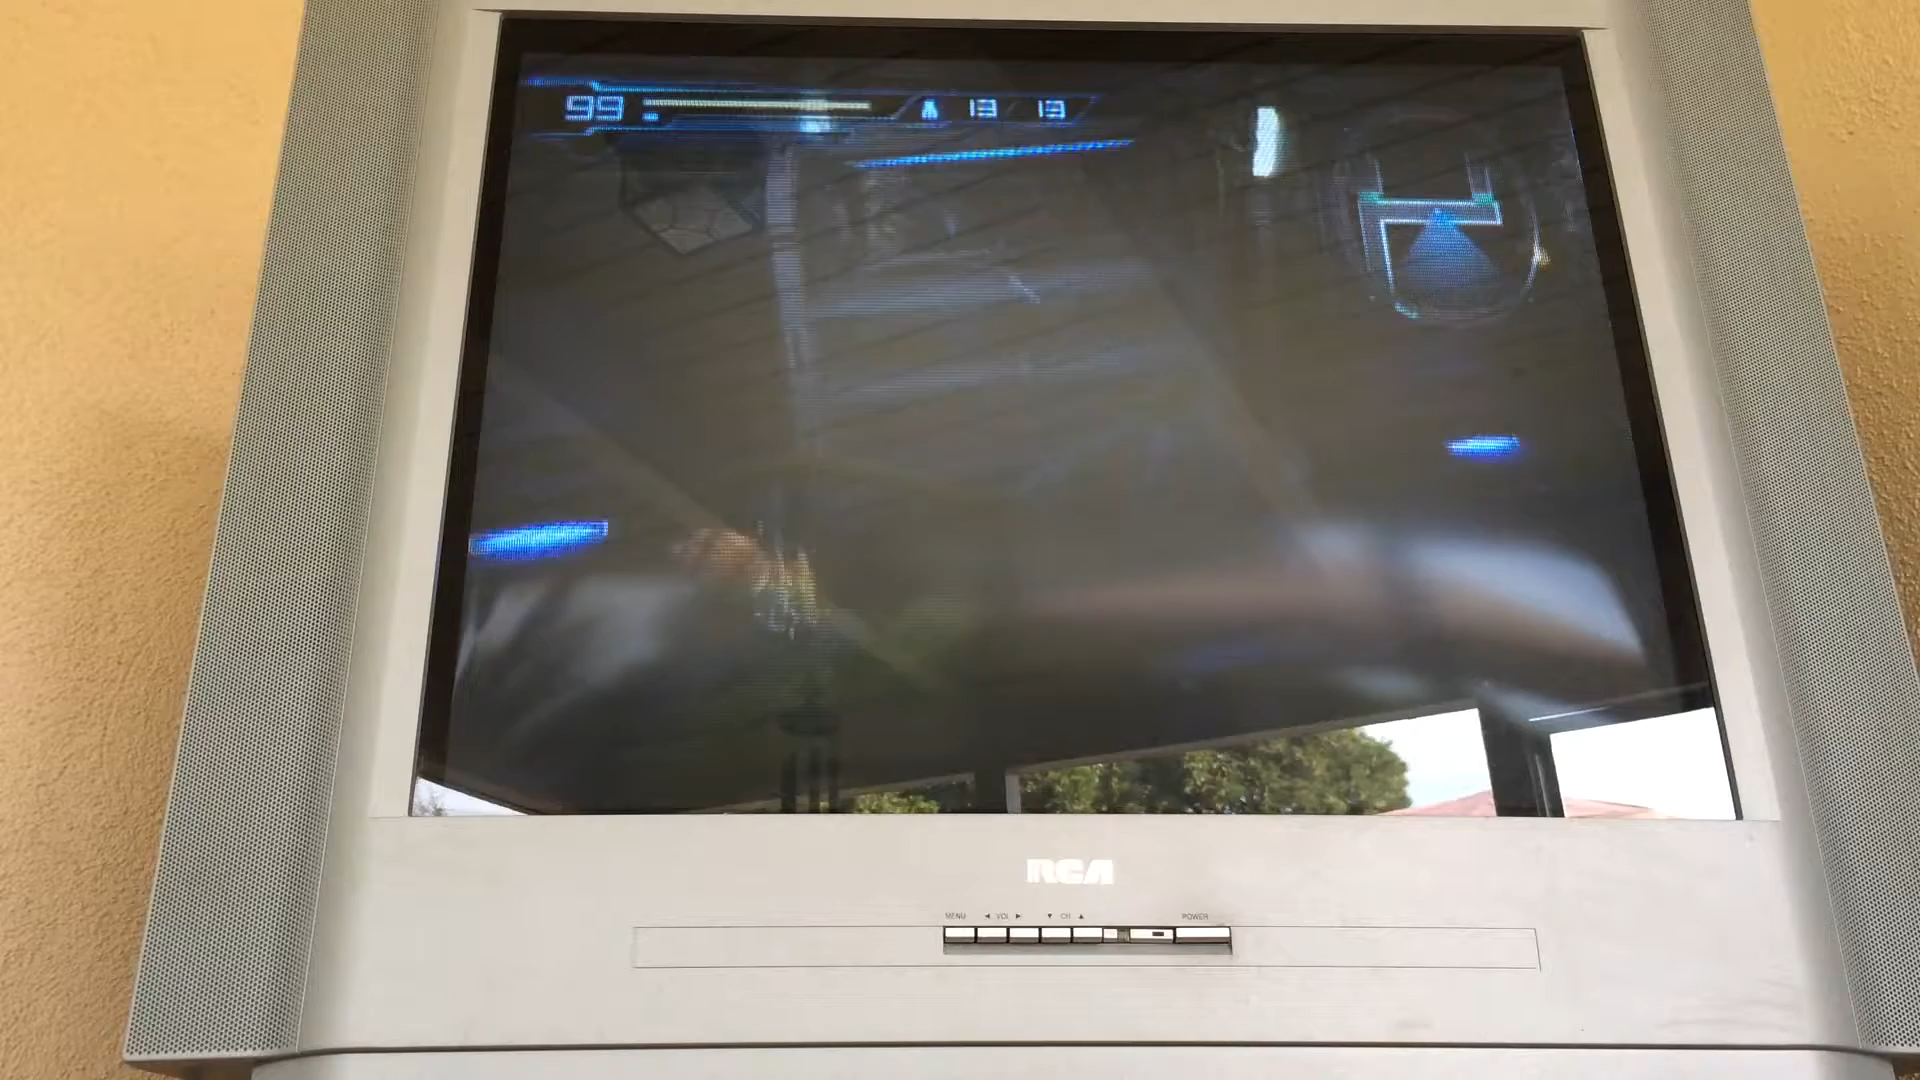 99 13 / 13
RCA
MENU ◄ VOL ► ▼ CH ▲ POWER